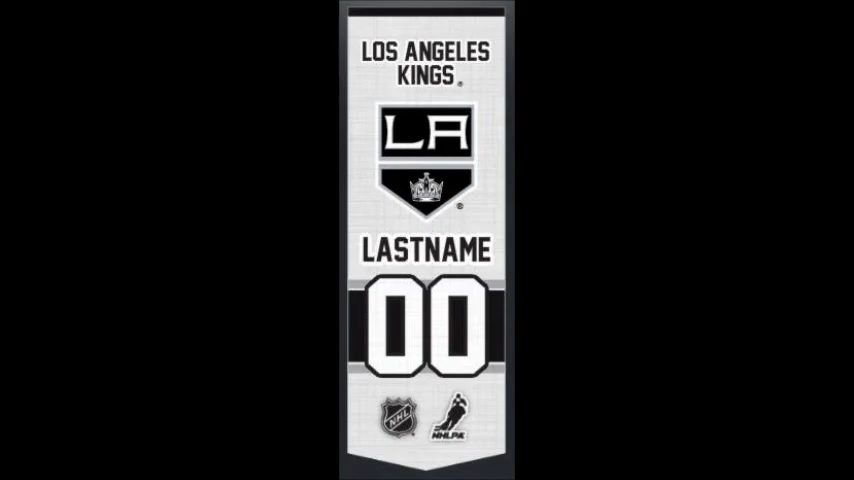 LOS ANGELES
KINGS®
LA
®
LASTNAME
00
NHL
NHLPA